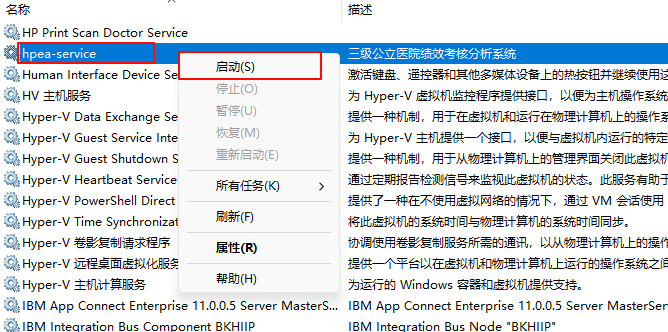 名称 描述
HP Print Scan Doctor Service
hpea-service 三级公立医院绩效考核分析系统
Human Interface Device Se 激活键盘、遥控器和其他多媒体设备上的热按钮并继续使用这
HV 主机服务 为 Hyper-V 虚拟机监控程序提供接口，以便为主机操作系统
Hyper-V Data Exchange Se 提供一种机制，用于在虚拟机和运行在物理计算机上的操作
Hyper-V Guest Service Inte 为 Hyper-V 主机提供一个接口，以便与虚拟机内运行的特定
Hyper-V Guest Shutdown S 提供一种机制，用于从物理计算机上的管理界面关闭此虚拟机
Hyper-V Heartbeat Service 通过定期报告检测信号来监视此虚拟机的状态。此服务有助于
Hyper-V PowerShell Direct 提供了一种在不使用虚拟网络的情况下，通过 VM 会话使用
Hyper-V Time Synchronizat 将此虚拟机的系统时间与物理计算机的系统时间同步。
Hyper-V 卷影复制请求程序 协调使用卷影复制服务所需的通讯，以从物理计算机上的操作
Hyper-V 远程桌面虚拟化服务 提供一个平台以在虚拟机和物理计算机上运行的操作系统之间
Hyper-V 主机计算服务 为运行的 Windows 容器和虚拟机提供支持。
IBM App Connect Enterprise 11.0.0.5 Server MasterS... IBM App Connect Enterprise 11.0.0.5 Server MasterServi
IBM Integration Bus Component BKHIIP IBM Integration Bus Node "BKHIIP"
启动(S)
停止(O)
暂停(U)
恢复(M)
重新启动(E)
所有任务(K)
刷新(F)
属性(R)
帮助(H)